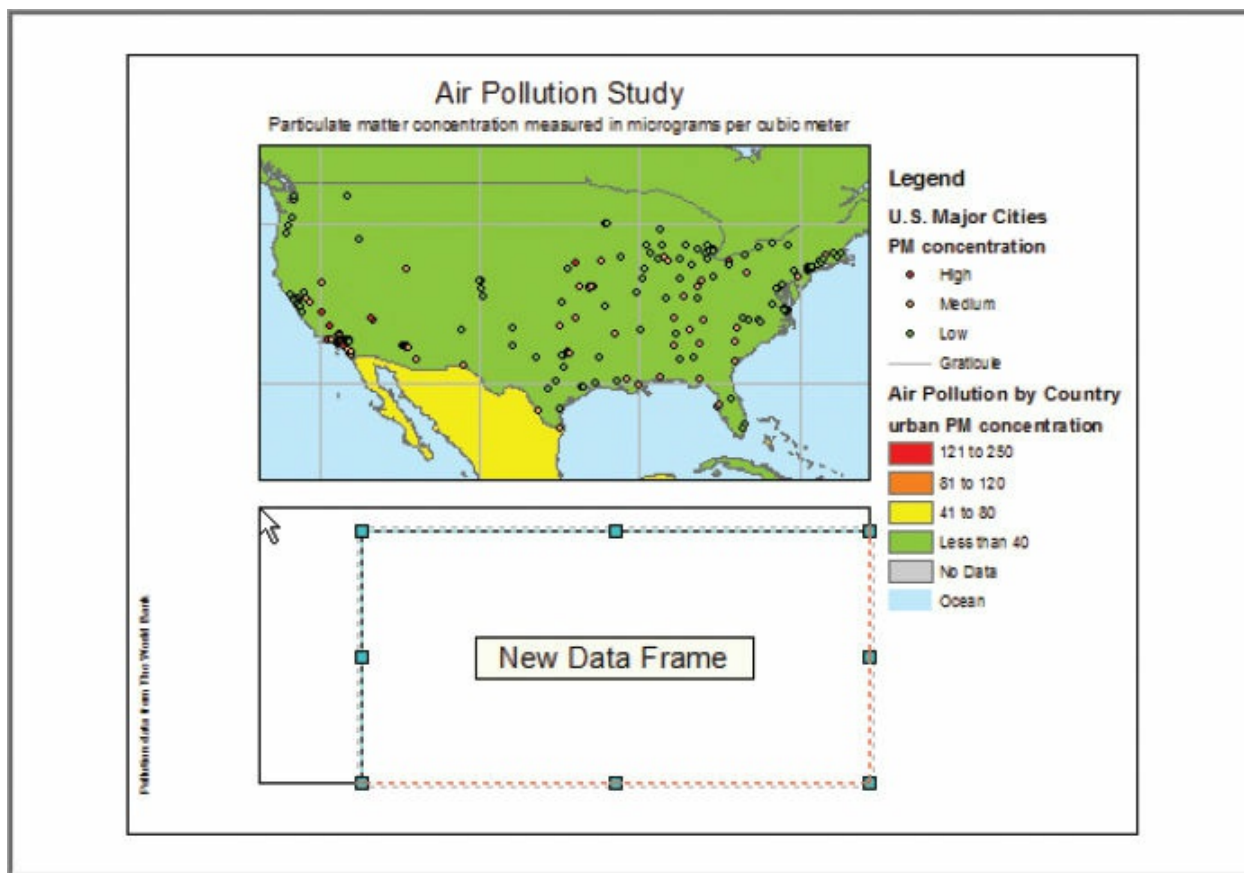 Air Pollution Study
Particulate matter concentration measured in micrograms per cubic meter
Legend
U.S. Major Cities
PM concentration
High
Medium
Low
Graticule
Air Pollution by Country
urban PM concentration
121 to 250
81 to 120
41 to 80
Less than 40
No Data
Ocean
New Data Frame
Pollution data from The World Bank